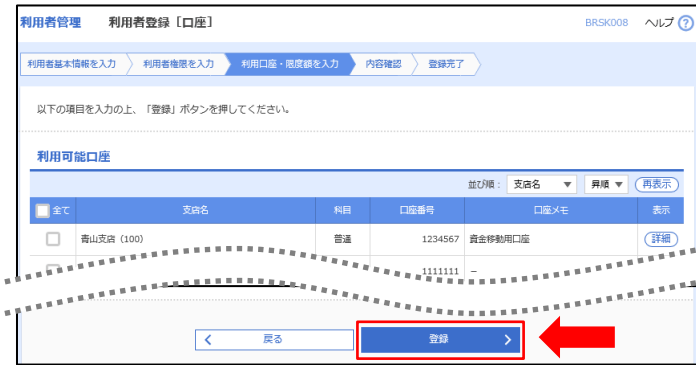 利用者管理 利用者登録［口座］ BRSK008 ヘルプ ?
利用者基本情報を入力 利用者権限を入力 利用口座・限度額を入力 内容確認 登録完了
以下の項目を入力の上、「登録」ボタンを押してください。
利用可能口座
並び順： 支店名 ▼ 昇順 ▼ 再表示
全て 支店名 科目 口座番号 口座メモ 表示
青山支店（100） 普通 1234567 資金移動用口座 詳細
1111111 －
戻る 登録